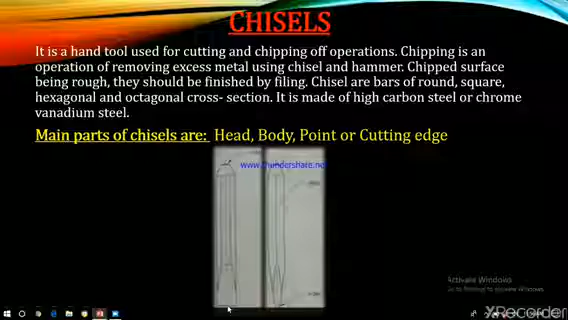 CHISELS
It is a hand tool used for cutting and chipping off operations. Chipping is an
operation of removing excess metal using chisel and hammer. Chipped surface
being rough, they should be finished by filing. Chisel are bars of round, square,
hexagonal and octagonal cross- section. It is made of high carbon steel or chrome
vanadium steel.
Main parts of chisels are: Head, Body, Point or Cutting edge
www.thundershare.net
Activate Windows
Go to Settings to activate Windows.
XRecorder